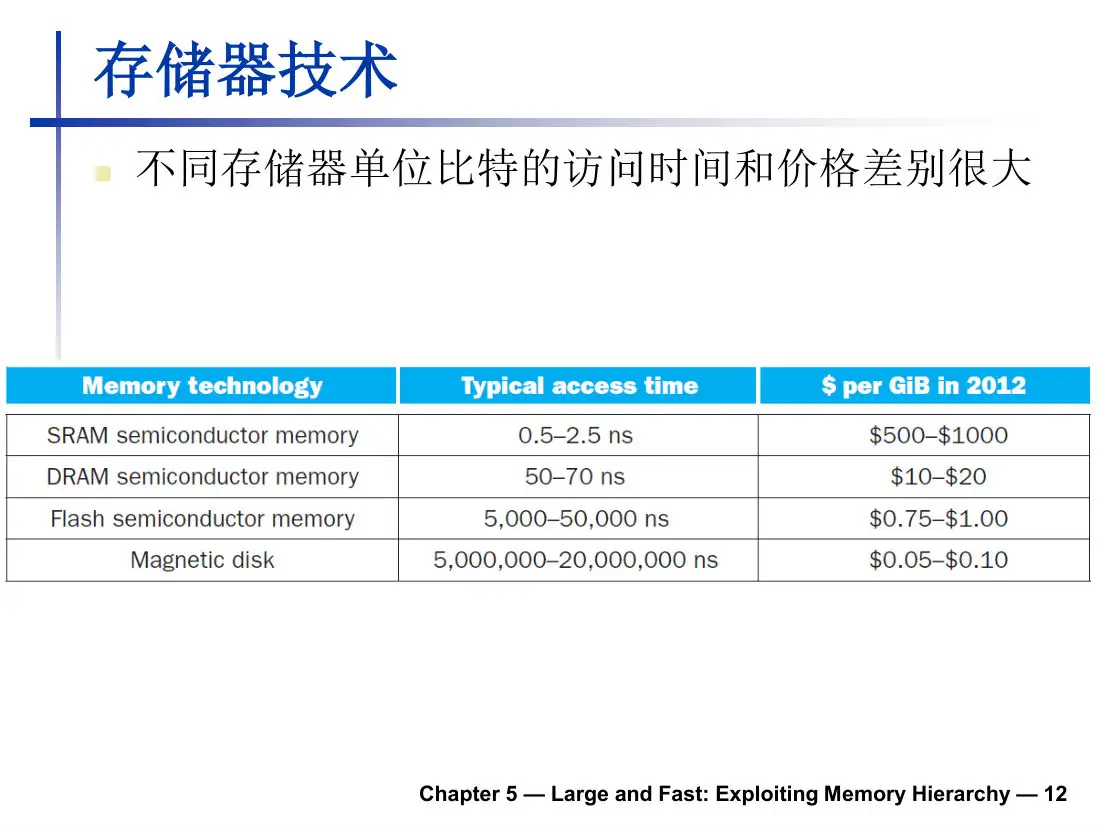 存储器技术
不同存储器单位比特的访问时间和价格差别很大
Memory technology Typical access time $ per GiB in 2012
SRAM semiconductor memory 0.5–2.5 ns $500–$1000
DRAM semiconductor memory 50–70 ns $10–$20
Flash semiconductor memory 5,000–50,000 ns $0.75–$1.00
Magnetic disk 5,000,000–20,000,000 ns $0.05–$0.10
Chapter 5 — Large and Fast: Exploiting Memory Hierarchy — 12